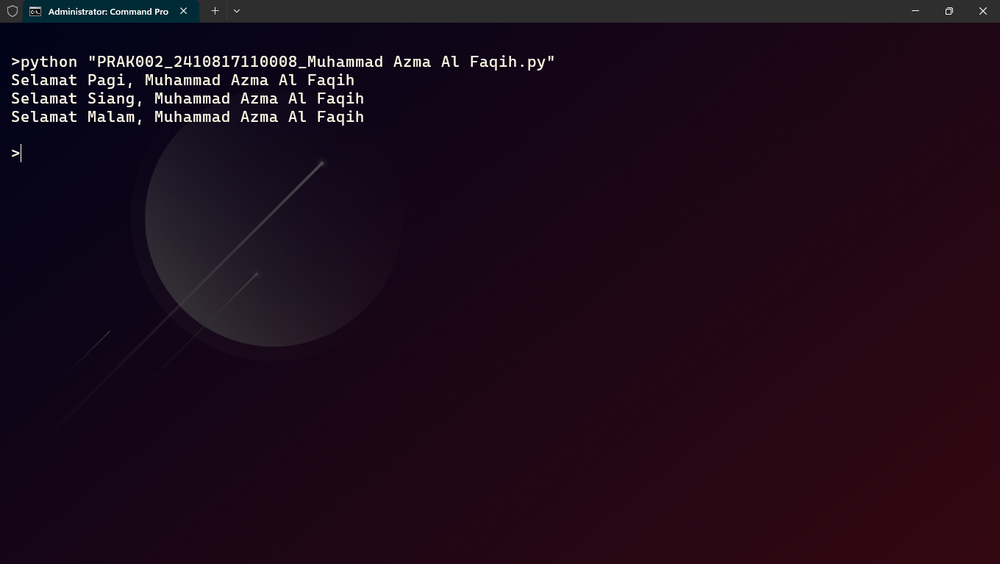 Administrator: Command Pro
>python "PRAK002_2410817110008_Muhammad Azma Al Faqih.py"
Selamat Pagi, Muhammad Azma Al Faqih
Selamat Siang, Muhammad Azma Al Faqih
Selamat Malam, Muhammad Azma Al Faqih
>